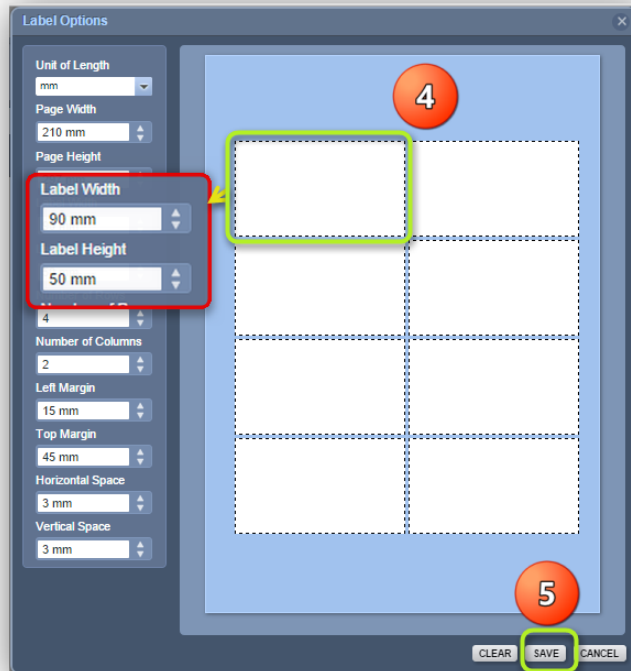 Label Options
Unit of Length
mm
Page Width
210 mm
Page Height
Label Width
90 mm
Label Height
50 mm
4
Number of Columns
2
Left Margin
15 mm
Top Margin
45 mm
Horizontal Space
3 mm
Vertical Space
3 mm
4
5
CLEAR
SAVE
CANCEL